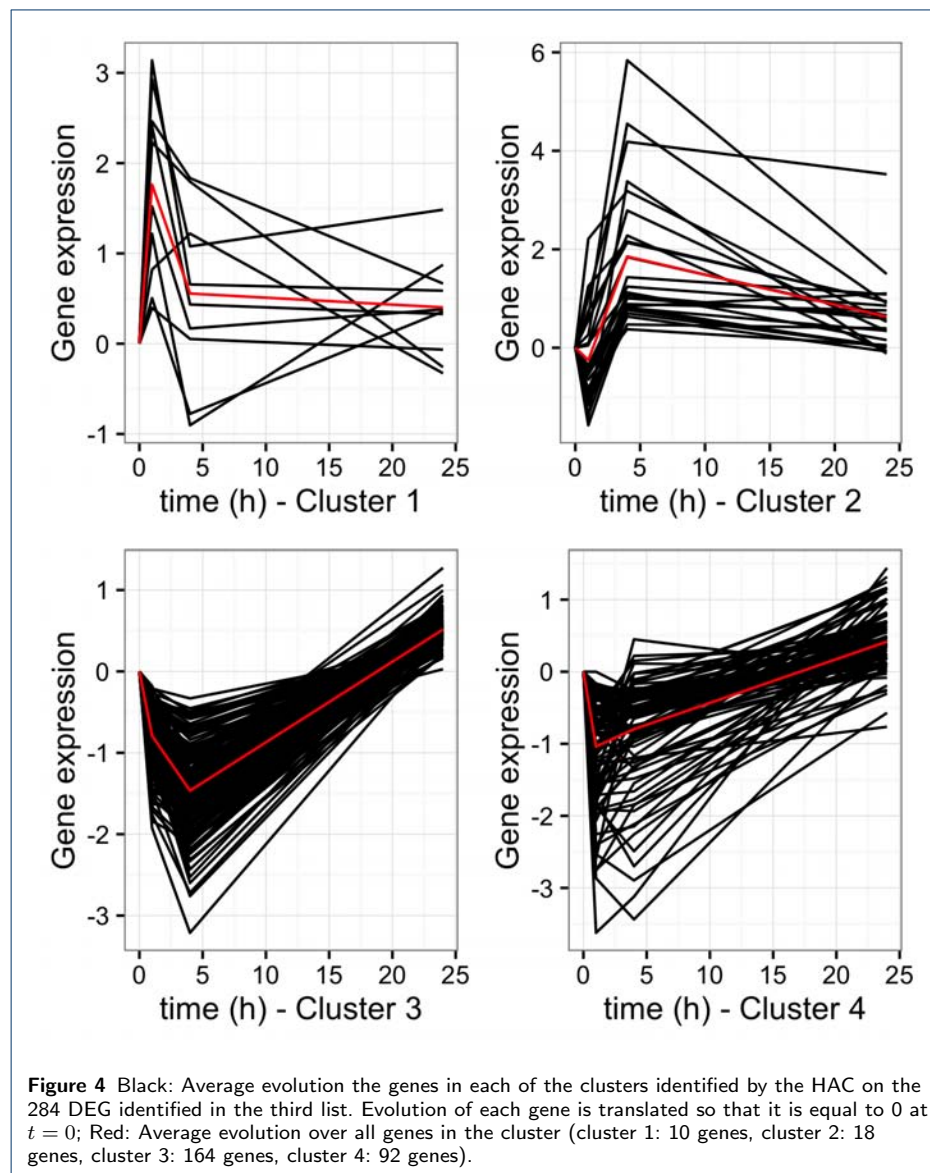 Gene expression
3
2
1
0
-1
0 5 10 15 20 25
time (h) - Cluster 1
Gene expression
6
4
2
0
0 5 10 15 20 25
time (h) - Cluster 2
Gene expression
1
0
-1
-2
-3
0 5 10 15 20 25
time (h) - Cluster 3
Gene expression
1
0
-1
-2
-3
0 5 10 15 20 25
time (h) - Cluster 4
Figure 4 Black: Average evolution the genes in each of the clusters identified by the HAC on the
284 DEG identified in the third list. Evolution of each gene is translated so that it is equal to 0 at
t = 0; Red: Average evolution over all genes in the cluster (cluster 1: 10 genes, cluster 2: 18
genes, cluster 3: 164 genes, cluster 4: 92 genes).